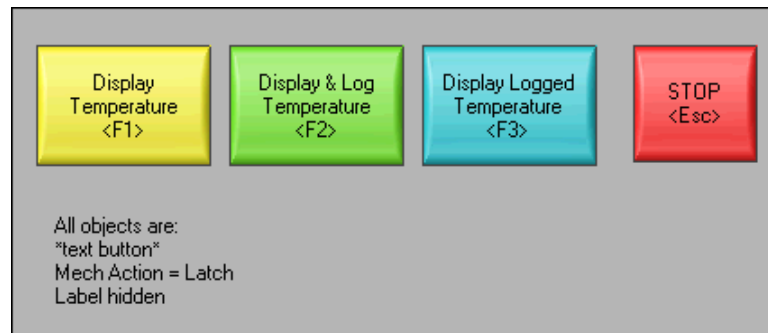 Display
Temperature
<F1>
Display & Log
Temperature
<F2>
Display Logged
Temperature
<F3>
STOP
<Esc>
All objects are:
*text button*
Mech Action = Latch
Label hidden